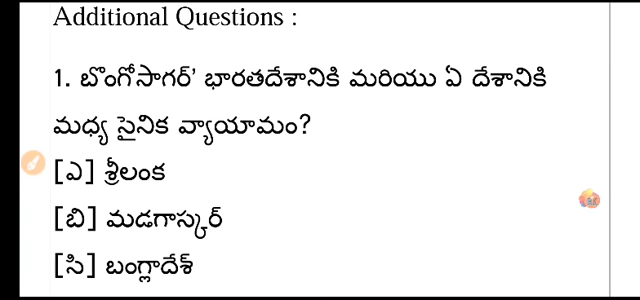 Additional Questions :
1. బొంగోసాగర్' భారతదేశానికి మరియు ఏ దేశానికి
మధ్య సైనిక వ్యాయామం?
[ఎ] శ్రీలంక
[బి] మడగాస్కర్
[సి] బంగ్లాదేశ్